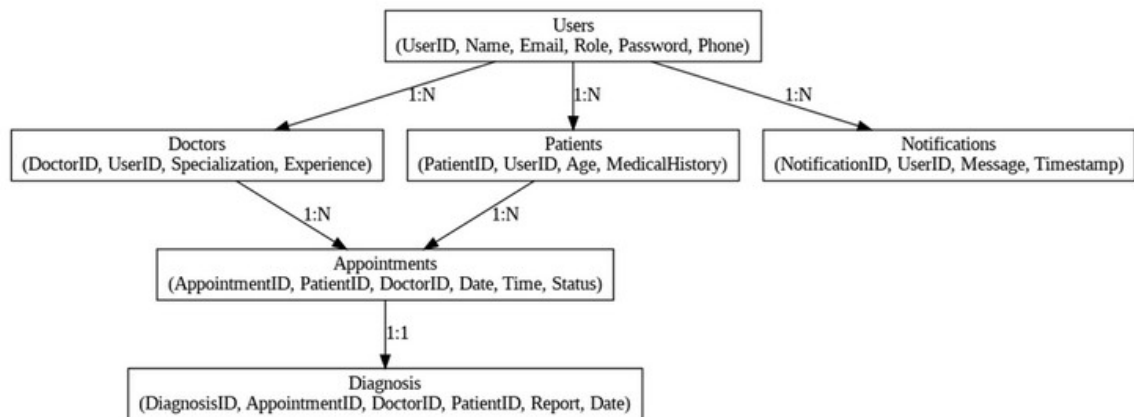 Users
(UserID, Name, Email, Role, Password, Phone)
1:N
1:N
1:N
Doctors
(DoctorID, UserID, Specialization, Experience)
Patients
(PatientID, UserID, Age, MedicalHistory)
Notifications
(NotificationID, UserID, Message, Timestamp)
1:N
1:N
Appointments
(AppointmentID, PatientID, DoctorID, Date, Time, Status)
1:1
Diagnosis
(DiagnosisID, AppointmentID, DoctorID, PatientID, Report, Date)